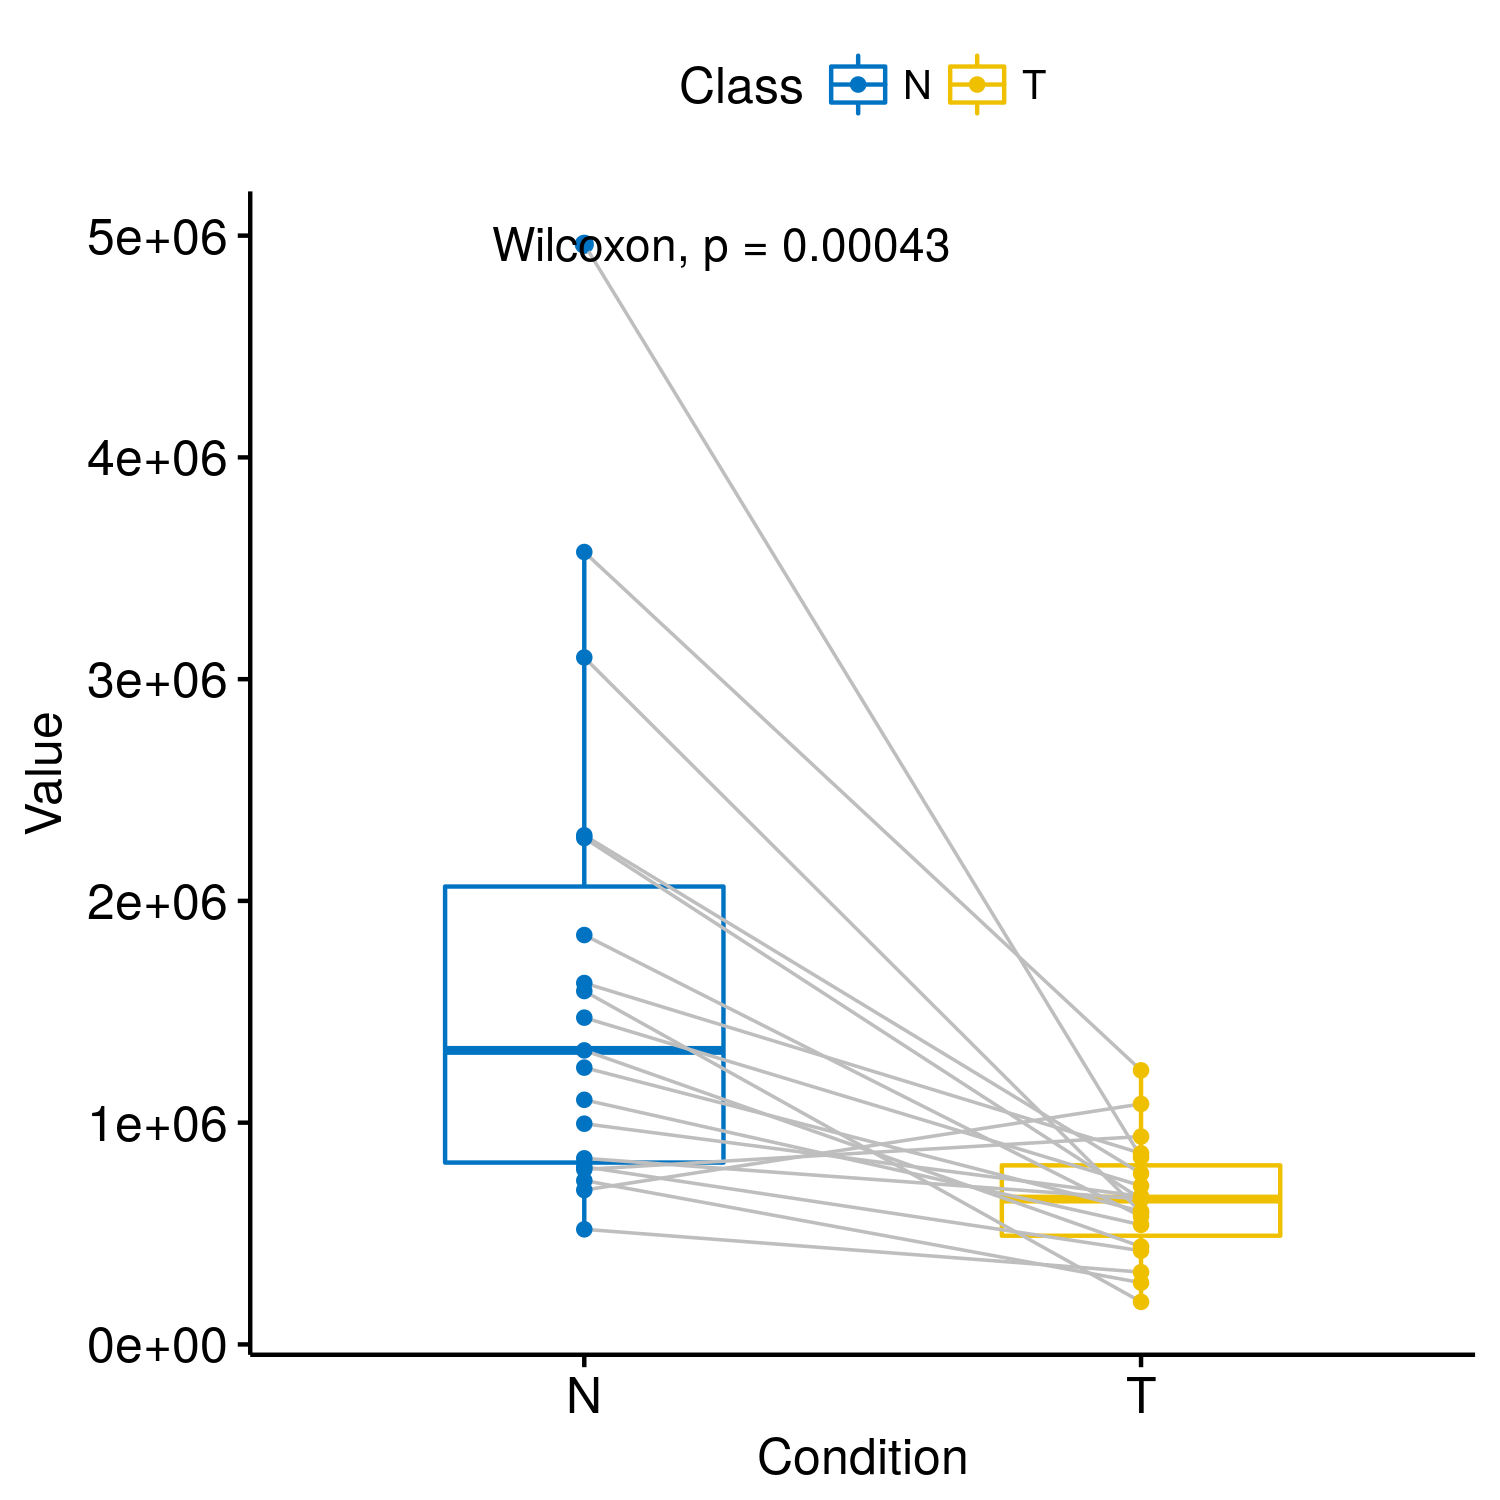 Class N T
Wilcoxon, p = 0.00043
5e+06
4e+06
3e+06
2e+06
1e+06
0e+00
Value
N T
Condition